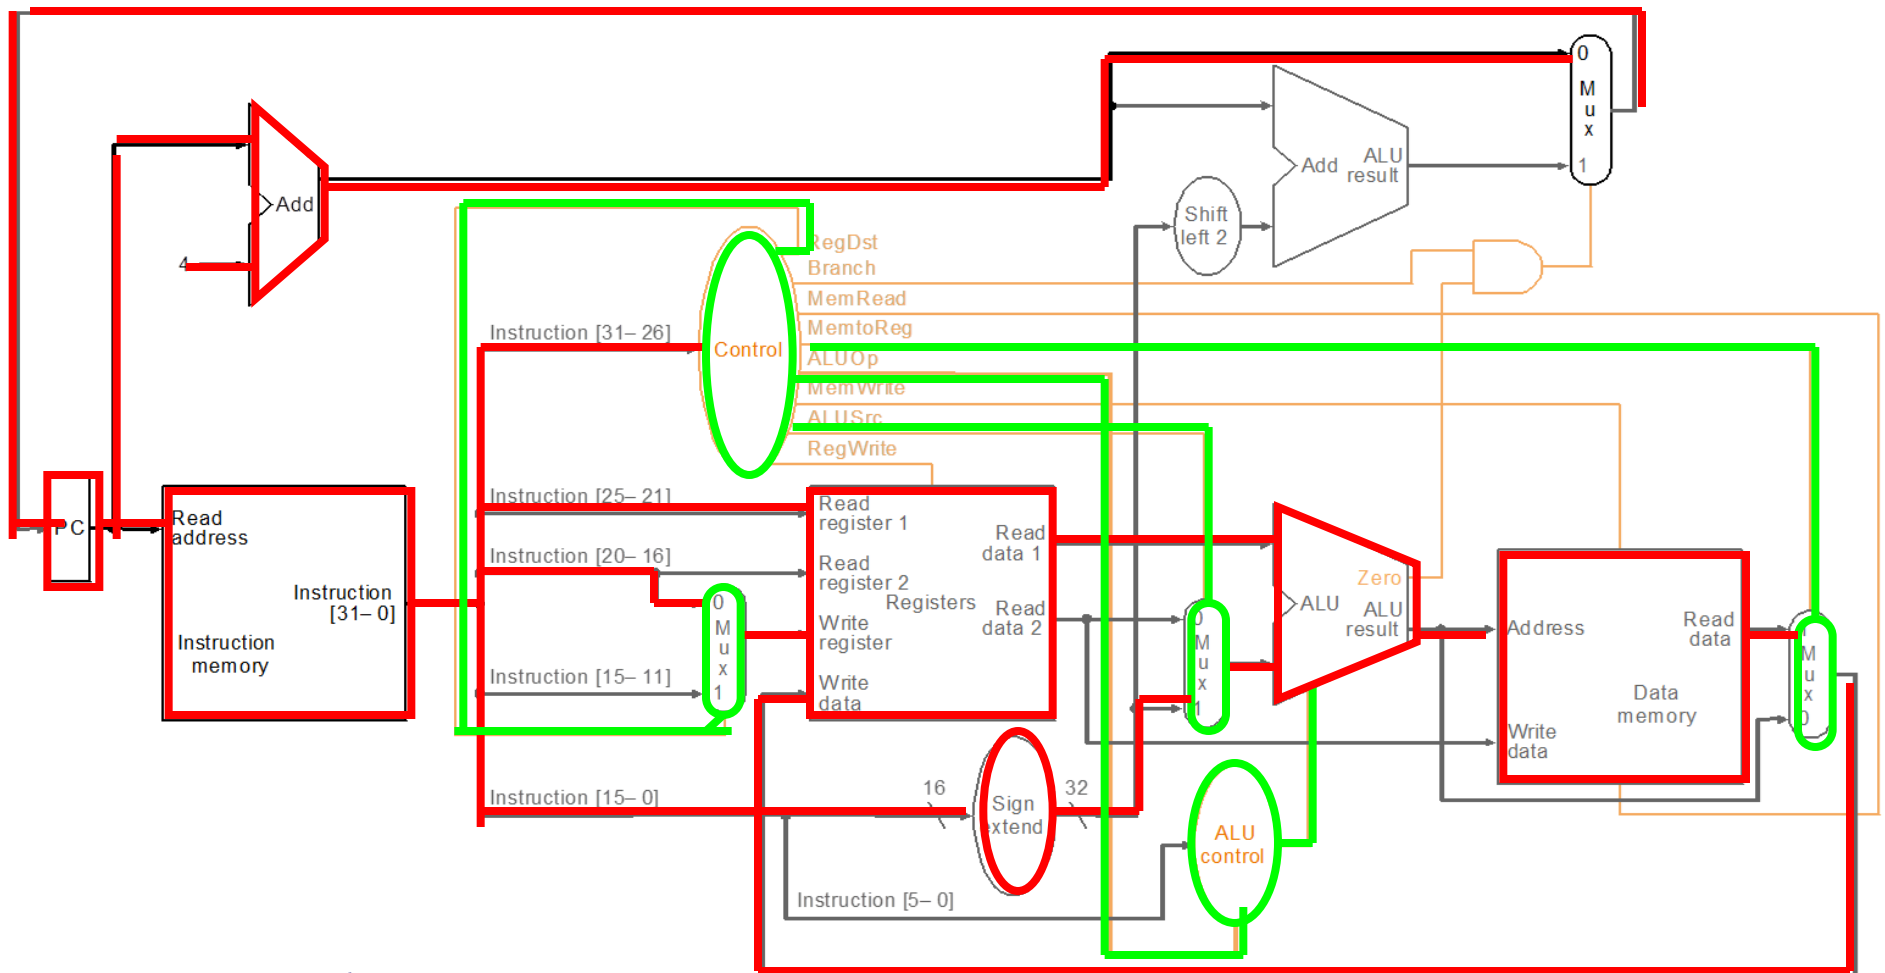 0
M
u
x
1
Add
ALU
result
Shift
left 2
Add
4
RegDst
Branch
MemRead
MemtoReg
ALUOp
MemWrite
ALUSrc
RegWrite
Control
Instruction [31– 26]
Instruction [25– 21]
Instruction [20– 16]
Instruction [15– 11]
Instruction [15– 0]
Instruction [5– 0]
PC
Read
address
Instruction
[31– 0]
Instruction
memory
0
M
u
x
1
Read
register 1
Read
register 2
Write
register
Write
data
Registers
Read
data 1
Read
data 2
0
M
u
x
1
Zero
ALU
ALU
result
Address
Write
data
Read
data
Data
memory
1
M
u
x
0
16
Sign
extend
32
ALU
control